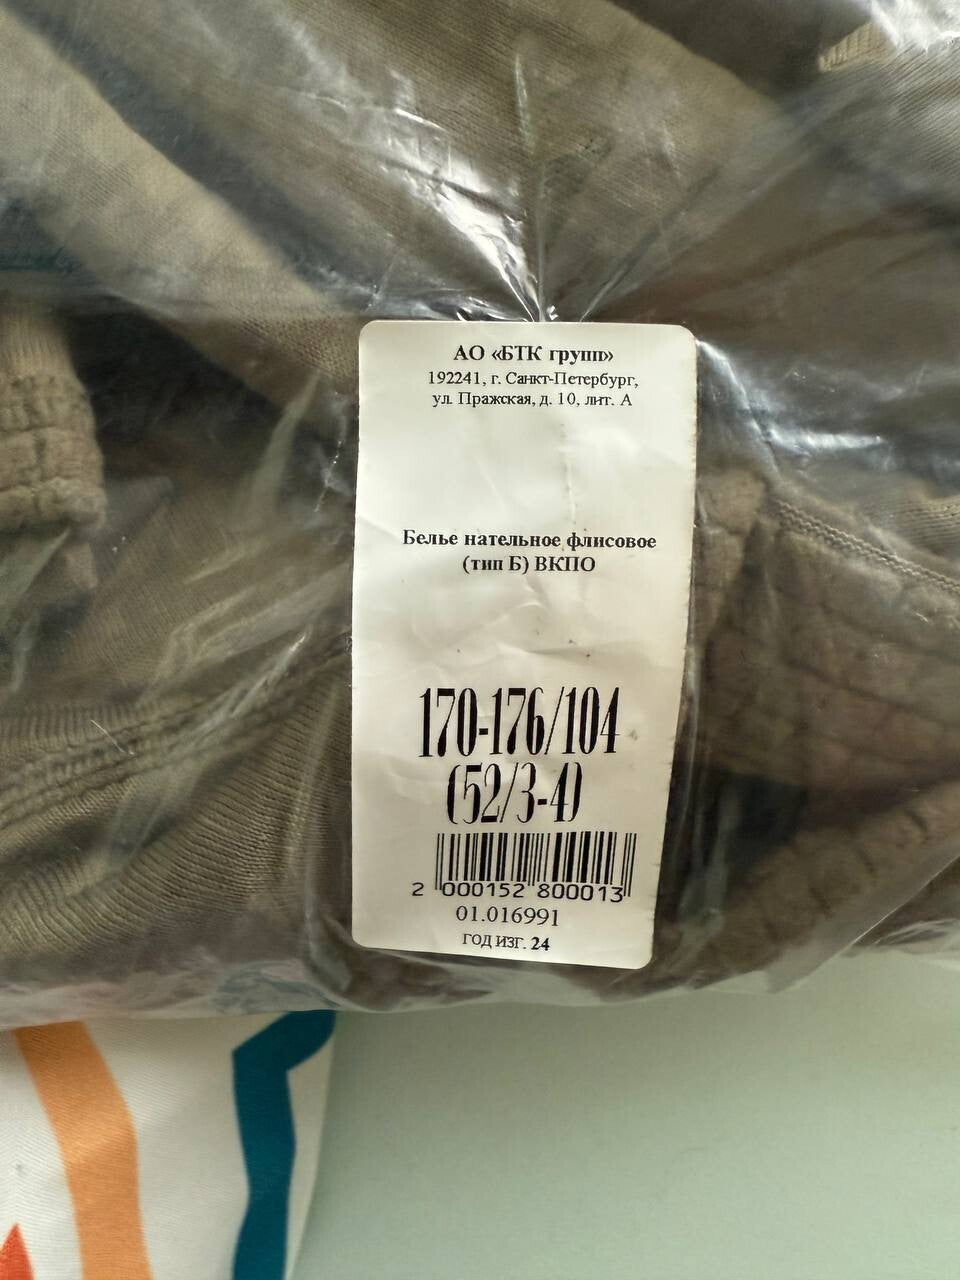 АО «БТК групп»
192241, г. Санкт-Петербург,
ул. Пражская, д. 10, лит. А
Белье нательное флисовое
(тип Б) ВКПО
170-176/104
(52/3-4)
2 000152 800013
01.016991
ГОД ИЗГ. 24